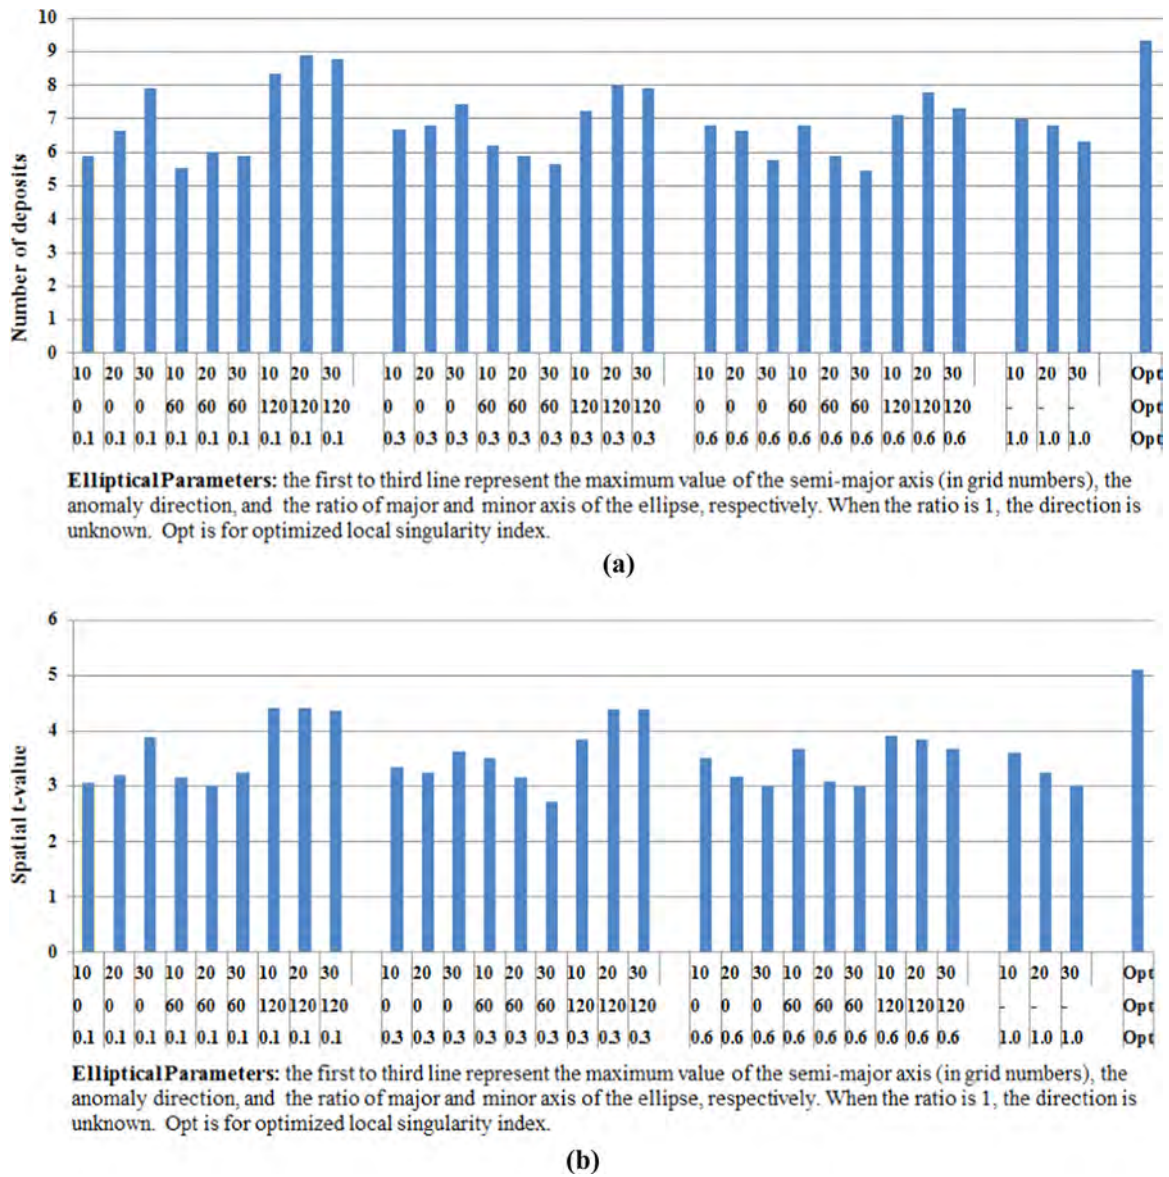 10
9
8
7
6
5
4
3
2
1
0
Number of deposits
10 20 30 10 20 30 10 20 30 10 20 30 10 20 30 10 20 30 10 20 30 10 20 30 10 20 30 10 20 30 Opt
0 0 0 60 60 60 120 120 120 0 0 0 60 60 60 120 120 120 0 0 0 60 60 60 120 120 120 - - - Opt
0.1 0.1 0.1 0.1 0.1 0.1 0.1 0.1 0.1 0.3 0.3 0.3 0.3 0.3 0.3 0.3 0.3 0.3 0.6 0.6 0.6 0.6 0.6 0.6 0.6 0.6 0.6 1.0 1.0 1.0 Opt
Elliptical Parameters: the first to third line represent the maximum value of the semi-major axis (in grid numbers), the
anomaly direction, and the ratio of major and minor axis of the ellipse, respectively. When the ratio is 1, the direction is
unknown. Opt is for optimized local singularity index.
(a)
6
5
4
3
2
1
0
Spatial t-value
10 20 30 10 20 30 10 20 30 10 20 30 10 20 30 10 20 30 10 20 30 10 20 30 10 20 30 10 20 30 Opt
0 0 0 60 60 60 120 120 120 0 0 0 60 60 60 120 120 120 0 0 0 60 60 60 120 120 120 - - - Opt
0.1 0.1 0.1 0.1 0.1 0.1 0.1 0.1 0.1 0.3 0.3 0.3 0.3 0.3 0.3 0.3 0.3 0.3 0.6 0.6 0.6 0.6 0.6 0.6 0.6 0.6 0.6 1.0 1.0 1.0 Opt
Elliptical Parameters: the first to third line represent the maximum value of the semi-major axis (in grid numbers), the
anomaly direction, and the ratio of major and minor axis of the ellipse, respectively. When the ratio is 1, the direction is
unknown. Opt is for optimized local singularity index.
(b)